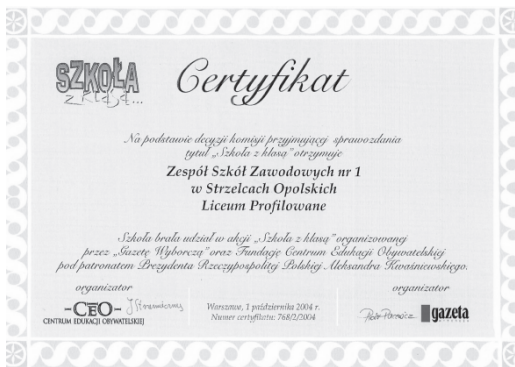 SZKOŁA
z klasą...
Certyfikat
Na podstawie decyzji komisji przyjmującej sprawozdania
tytuł „Szkoła z klasą” otrzymuje
Zespół Szkół Zawodowych nr 1
w Strzelcach Opolskich
Liceum Profilowane
Szkoła brała udział w akcji „Szkoła z klasą” organizowanej
przez „Gazetę Wyborczą” oraz Fundację Centrum Edukacji Obywatelskiej
pod patronatem Prezydenta Rzeczypospolitej Polskiej Aleksandra Kwaśniewskiego.
organizator
organizator
CEO
CENTRUM EDUKACJI OBYWATELSKIEJ
Warszawa, 1 października 2004 r.
Numer certyfikatu: 768/2/2004
gazeta